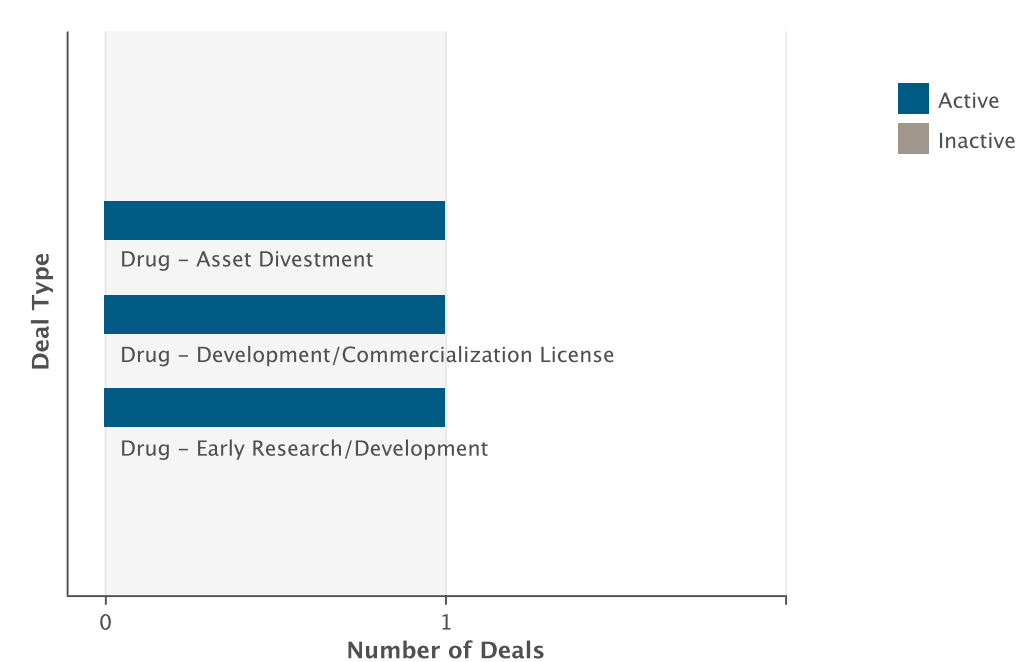 Active
Inactive
Drug – Asset Divestment
Drug – Development/Commercialization License
Drug – Early Research/Development
Deal Type
0
1
Number of Deals